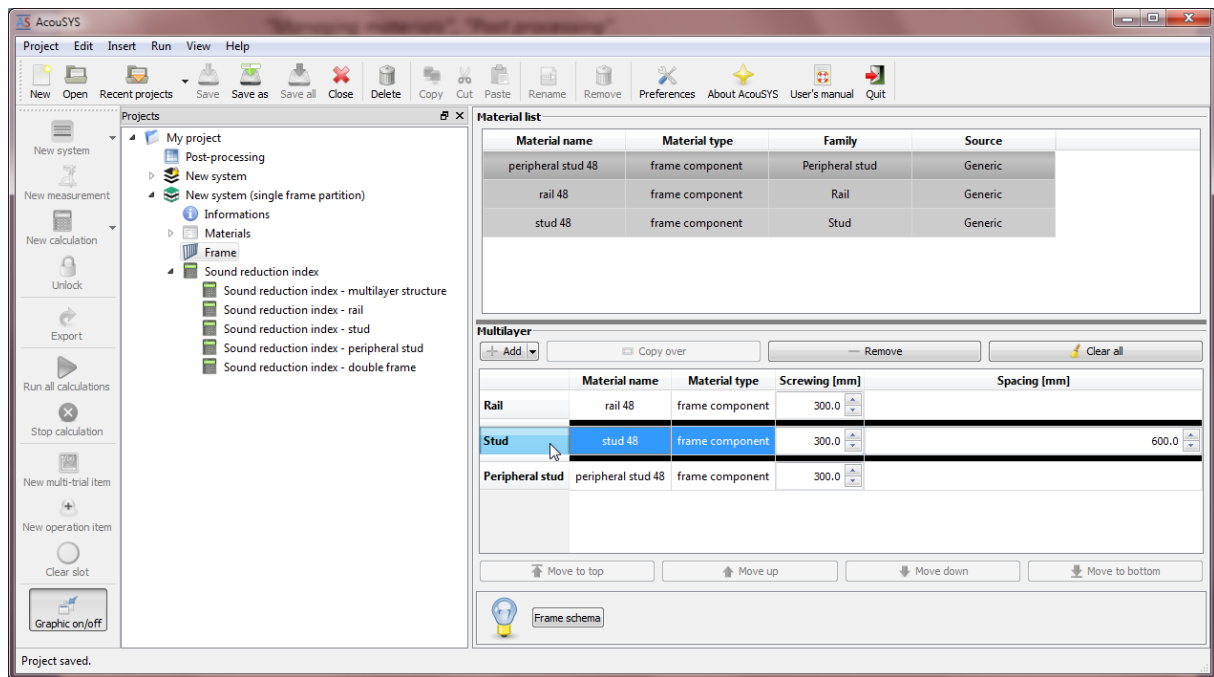 AcouSYS
"Managing materials", "Post processing"
Project Edit Insert Run View Help
New Open Recent projects Save Save as Save all Close Delete Copy Cut Paste Rename Remove Preferences About AcouSYS User's manual Quit
New system
New measurement
New calculation
Unlock
Export
Run all calculations
Stop calculation
New multi-trial item
New operation item
Clear slot
Graphic on/off
Projects
My project
Post-processing
New system
New system (single frame partition)
Informations
Materials
Frame
Sound reduction index
Sound reduction index - multilayer structure
Sound reduction index - rail
Sound reduction index - stud
Sound reduction index - peripheral stud
Sound reduction index - double frame
Material list
Material name Material type Family Source
peripheral stud 48 frame component Peripheral stud Generic
rail 48 frame component Rail Generic
stud 48 frame component Stud Generic
Multilayer
Add Copy over Remove Clear all
Material name Material type Screwing [mm] Spacing [mm]
Rail rail 48 frame component 300.0
Stud stud 48 frame component 300.0 600.0
Peripheral stud peripheral stud 48 frame component 300.0
Move to top Move up Move down Move to bottom
Frame schema
Project saved.